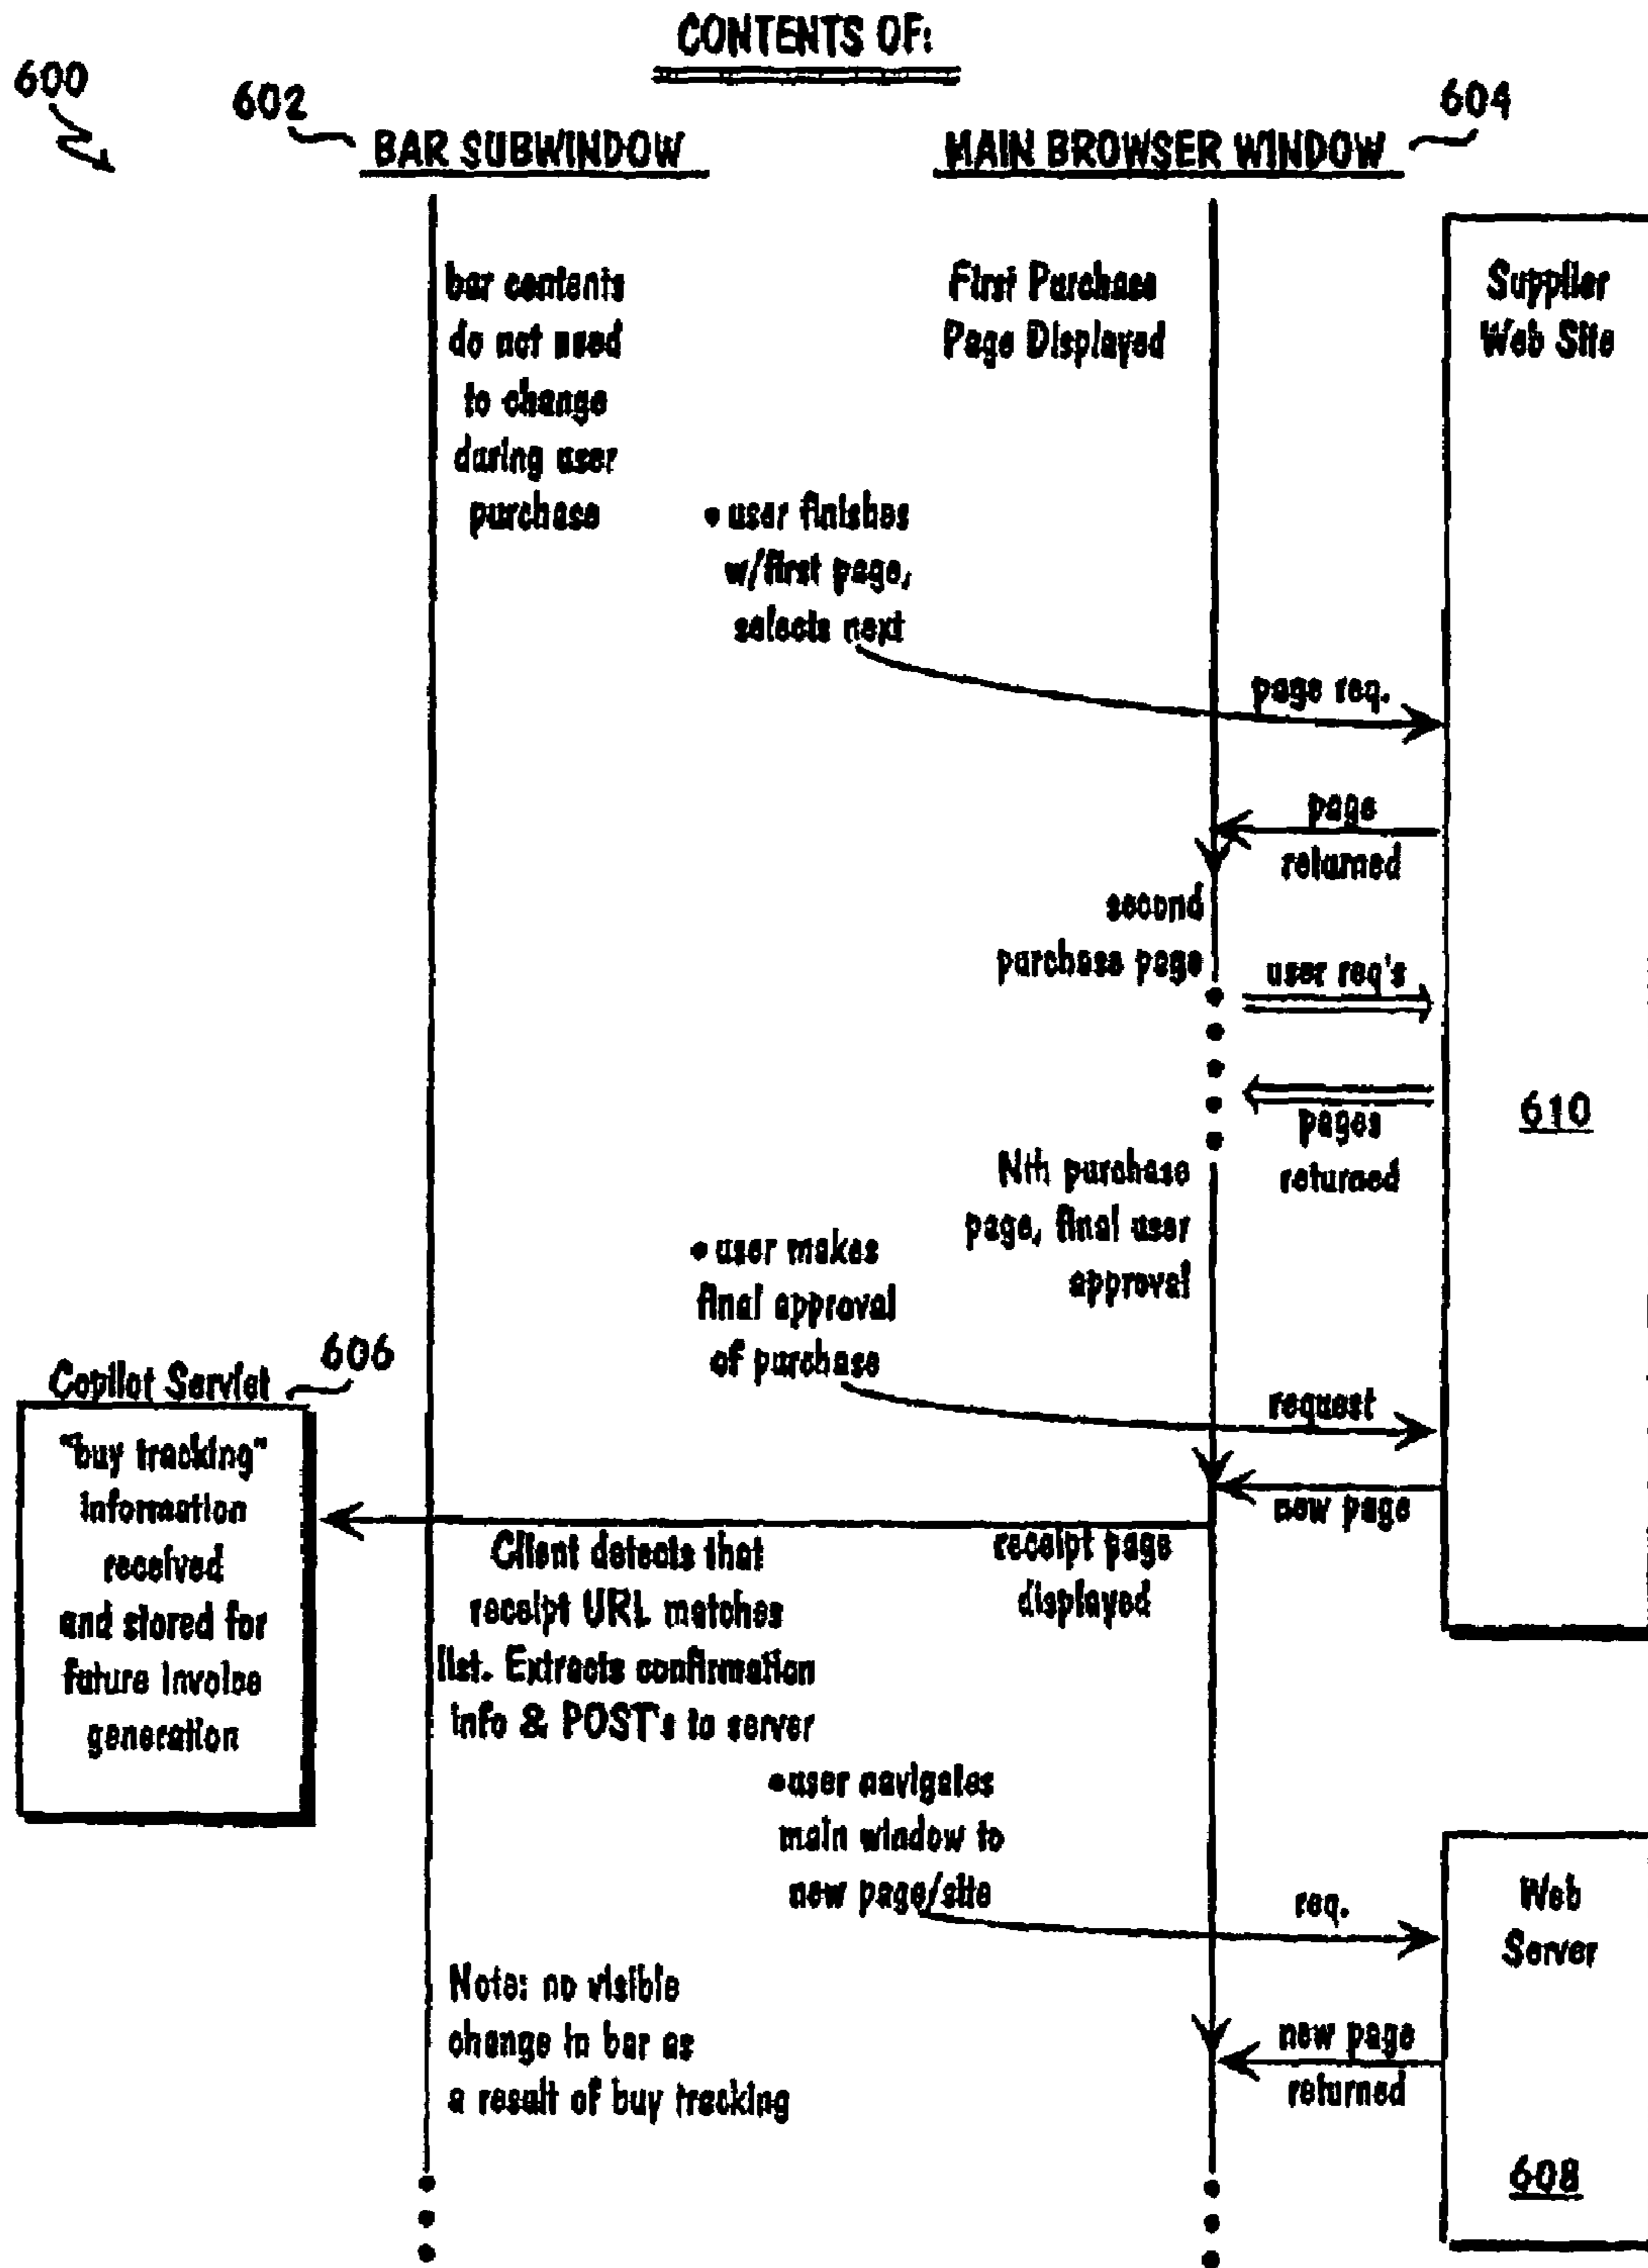 CONTENTS OF:
600
602
BAR SUBWINDOW
MAIN BROWSER WINDOW
604
bar contents
do not need
to change
during user
purchase
First Purchase
Page Displayed
Supplier
Web Site
• user finishes
w/first page,
selects next
page req.
page
returned
second
purchase page
user req's
pages
returned
610
Nth purchase
page, final user
approval
• user makes
final approval
of purchase
request
new page
Copilot Servlet
606
"buy tracking"
information
received
and stored for
future invoice
generation
Client detects that
receipt URL matches
list. Extracts confirmation
info & POST's to server
receipt page
displayed
• user navigates
main window to
new page/site
req.
Web
Server
Note: no visible
change in bar as
a result of buy tracking
new page
returned
608